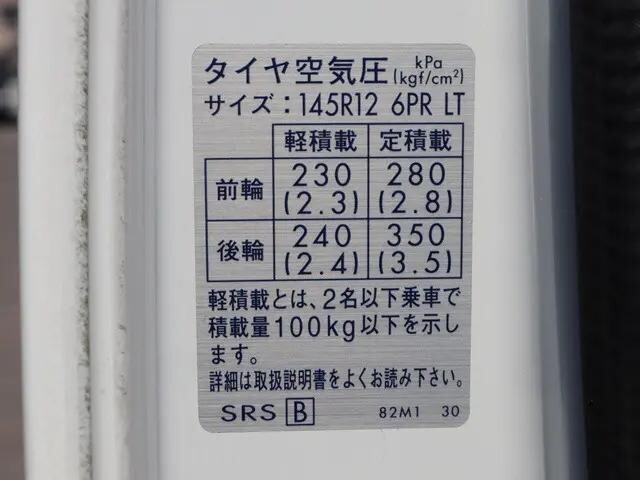 タイヤ空気圧 kPa (kgf/cm²)
サイズ：145R12 6PR LT
軽積載 定積載
前輪 230 (2.3) 280 (2.8)
後輪 240 (2.4) 350 (3.5)
軽積載とは、2名以下乗車で
積載量100kg以下を示し
ます。
詳細は取扱説明書をよくお読み下さい。
SRS B 82M1 30